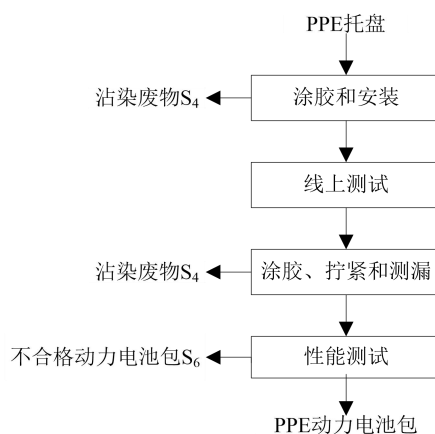 PPE托盘
沾染废物S₄
涂胶和安装
线上测试
沾染废物S₄
涂胶、拧紧和测漏
不合格动力电池包S₆
性能测试
PPE动力电池包